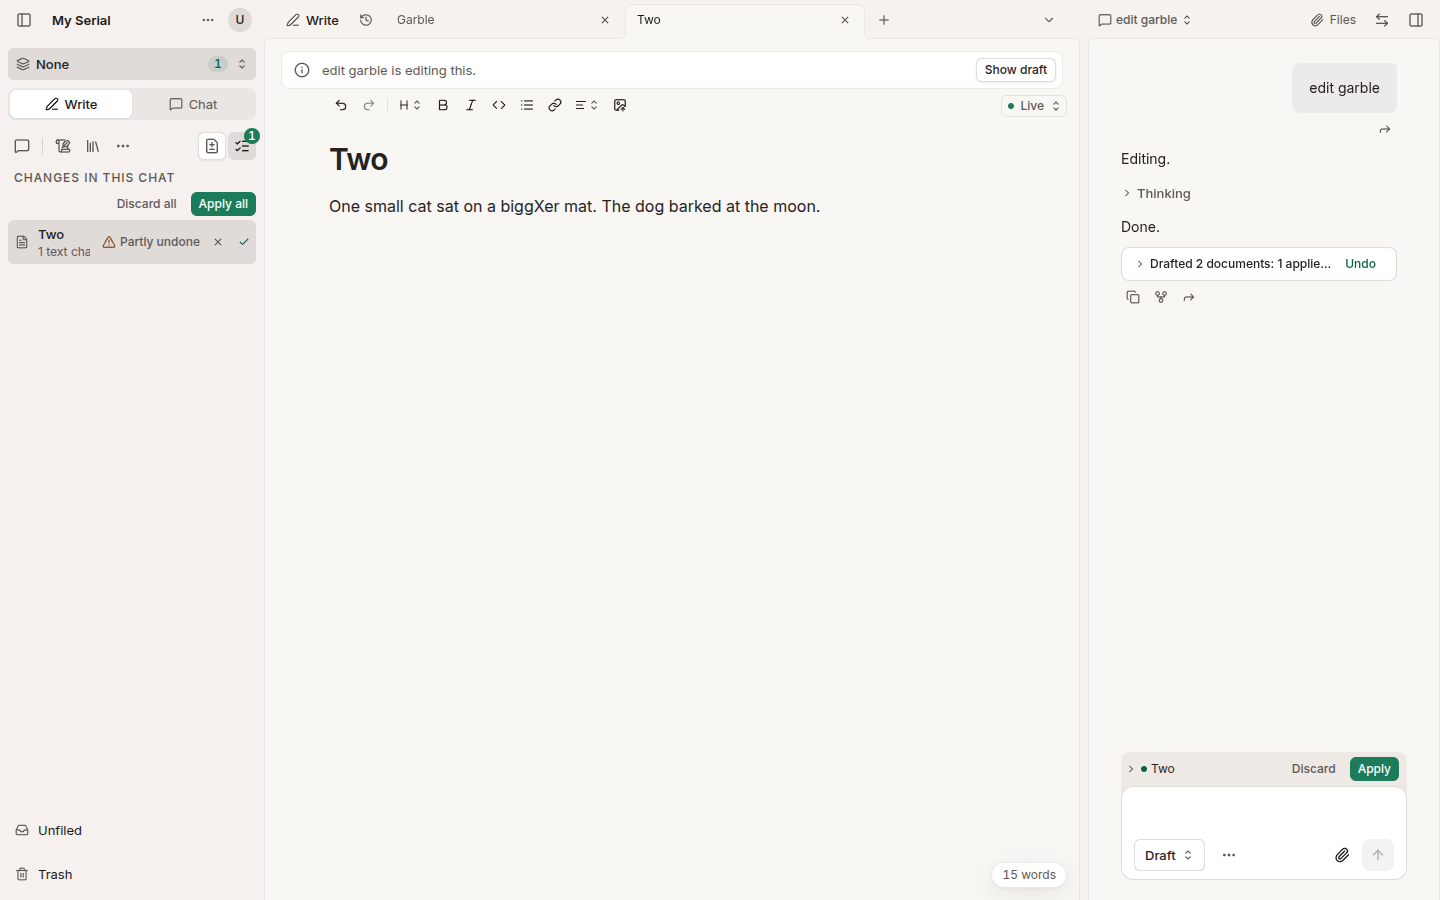 My Serial
U
Write
Garble
Two
edit garble
Files
None
1
edit garble is editing this.
Show draft
edit garble
Write
Chat
H
B
I
Live
1
Two
Editing.
CHANGES IN THIS CHAT
Thinking
Discard all
Apply all
One small cat sat on a biggXer mat. The dog barked at the moon.
Done.
Two
1 text cha
Partly undone
Drafted 2 documents: 1 applie...
Undo
Two
Discard
Apply
Unfiled
Draft
Trash
15 words